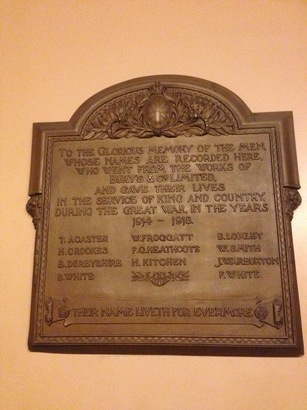 TO THE GLORIOUS MEMORY OF THE MEN,
WHOSE NAMES ARE RECORDED HERE,
WHO WENT FROM THE WORKS OF
LIMITED,
AND GAVE THEIR LIVES
IN THE SERVICE OF KING AND COUNTRY,
DURING THE GREAT WAR, IN THE YEARS
1914 - 1918.
T. AGASTER W. FROGGATT B. LOXLEY
H. CROOKES F. O. HEATHCOTE W. SMITH
E. DERBYSHIRE H. KITCHEN J. WARBURTON
B. WHITE F. WHITE
THEIR NAME LIVETH FOR EVERMORE